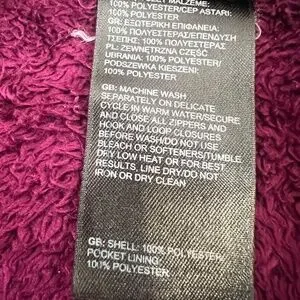 MALZEME:
100% POLYESTER/CEP ASTARI:
100% POLYESTER
GR: ΕΞΩΤΕΡΙΚΗ ΕΠΙΦΑΝΕΙΑ:
100% ΠΟΛΥΕΣΤΕΡΑΣ/ΕΠΕΝΔΥΣΗ
ΤΣΕΠΗΣ: 100% ΠΟΛΥΕΣΤΕΡΑΣ
PL: ZEWNĘTRZNA CZĘŚĆ
UBRANIA: 100% POLIESTER/
PODSZEWKA KIESZENI:
100% POLIESTER
GB: MACHINE WASH
SEPARATELY ON DELICATE
CYCLE IN WARM WATER/SECURE
AND CLOSE ALL ZIPPERS AND
HOOK AND LOOP CLOSURES
BEFORE WASH/DO NOT USE
BLEACH OR SOFTENERS/TUMBLE
DRY LOW HEAT OR FOR BEST
RESULTS, LINE DRY/DO NOT
IRON OR DRY CLEAN
GB: SHELL: 100% POLYESTER,
POCKET LINING:
100% POLYESTER